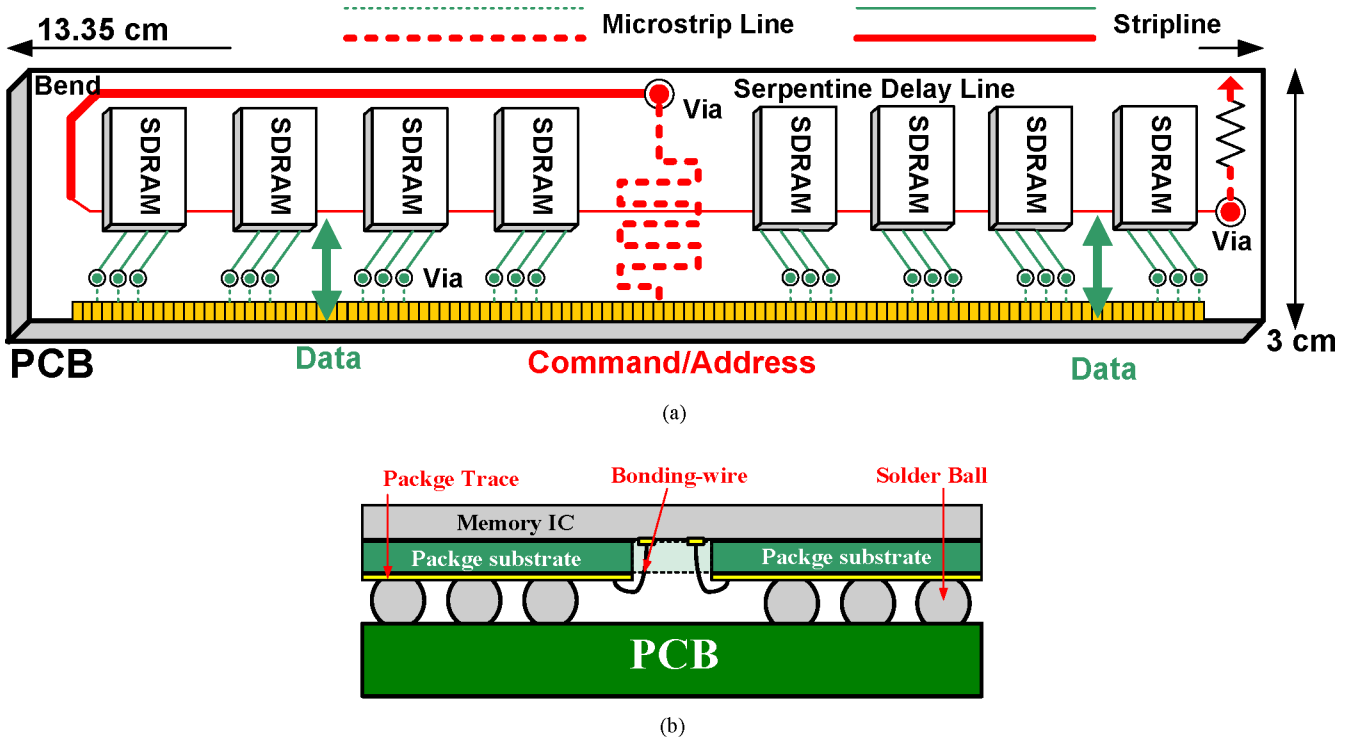 13.35 cm
Microstrip Line
Stripline
Bend
Via
Serpentine Delay Line
SDRAM
SDRAM
SDRAM
SDRAM
SDRAM
SDRAM
SDRAM
SDRAM
Via
Via
3 cm
PCB
Data
Command/Address
Data
(a)
Packge Trace
Bonding-wire
Solder Ball
Memory IC
Packge substrate
Packge substrate
PCB
(b)